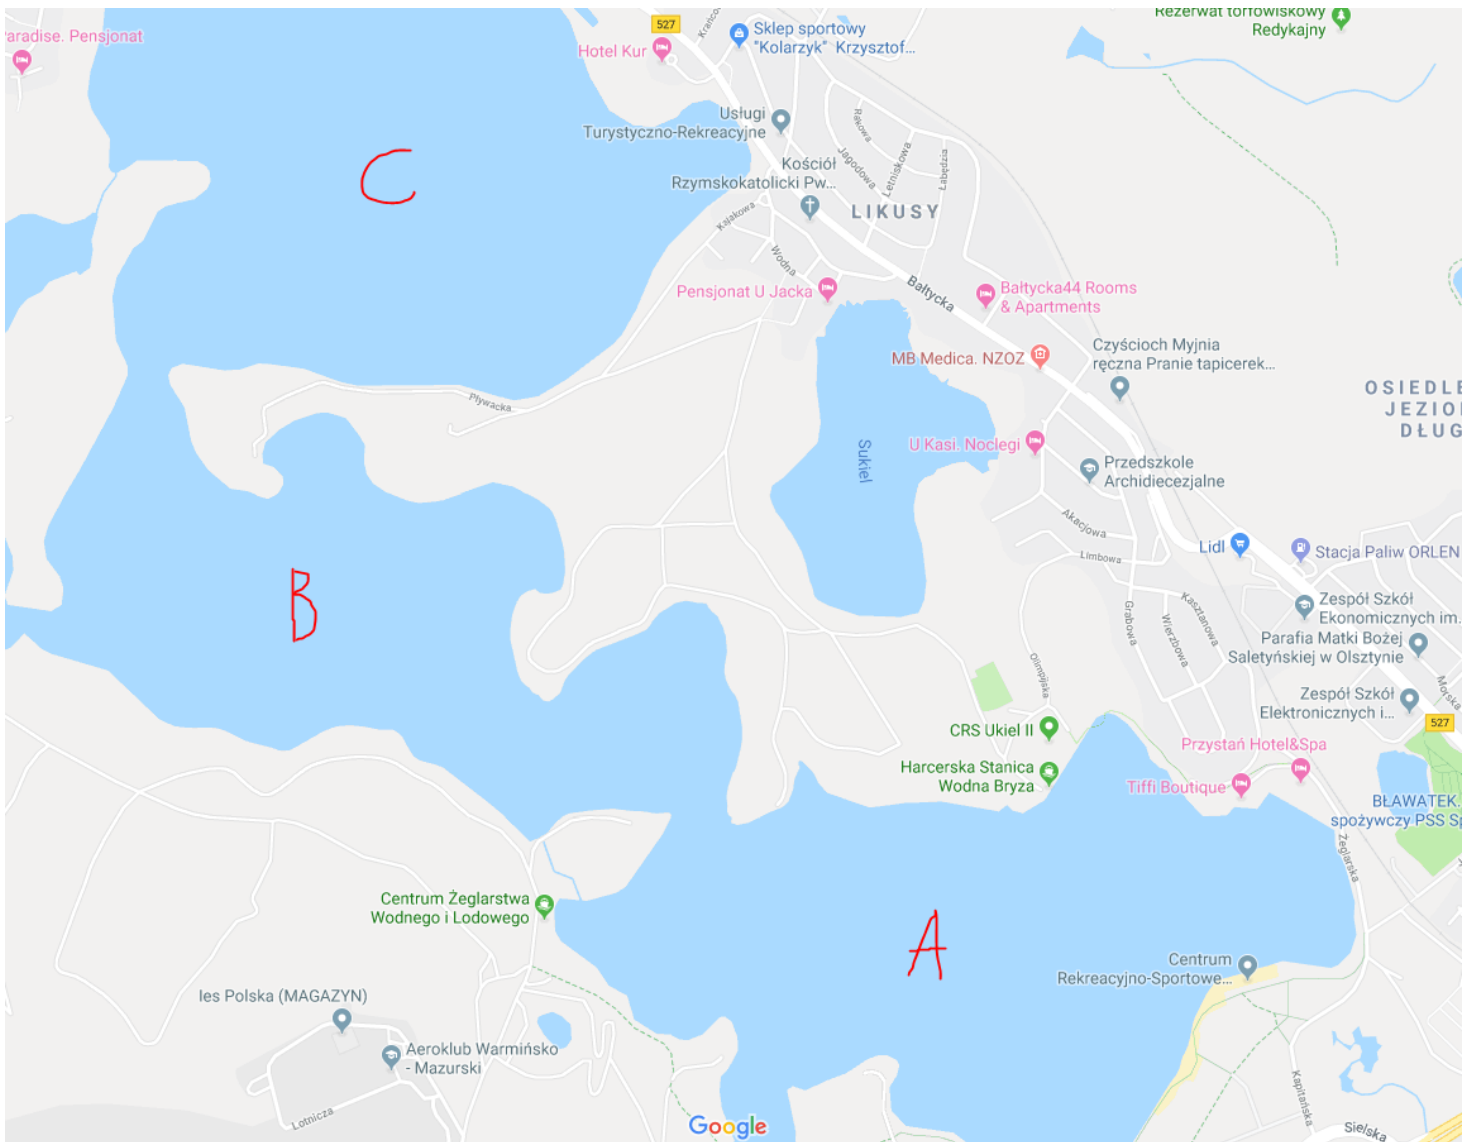 Paradise. Pensjonat
527
Krańco
Hotel Kur
Sklep sportowy
"Kolarzyk" Krzysztof...
Rezerwat torfowiskowy
Redykajny
C
Usługi
Turystyczno-Rekreacyjne
Rakowa
Jagodowa
Letniskowa
Łabędzia
Kościół
Rzymskokatolicki Pw...
LIKUSY
Kajakowa
Wodna
Pensjonat U Jacka
Bałtycka
Bałtycka44 Rooms
& Apartments
MB Medica. NZOZ
Czyścioch Myjnia
ręczna Pranie tapicerek...
OSIEDLE
JEZIO
DŁUG
Pływacka
Sukiel
U Kasi. Noclegi
Przedszkole
Archidiecezjalne
Akacjowa
Limbowa
Lidl
Stacja Paliw ORLEN
B
Grabowa
Wierzbowa
Kasztanowa
Zespół Szkół
Ekonomicznych im.
Parafia Matki Bożej
Saletyńskiej w Olsztynie
Olimpijska
Morska
Zespół Szkół
Elektronicznych i...
527
CRS Ukiel II
Przystań Hotel&Spa
Harcerska Stanica
Wodna Bryza
Tiffi Boutique
BŁAWATEK.
spożywczy PSS Sp
Żeglarska
Centrum Żeglarstwa
Wodnego i Lodowego
A
Centrum
Rekreacyjno-Sportowe...
Ies Polska (MAGAZYN)
Aeroklub Warmińsko
- Mazurski
Lotnicza
Kapitańska
Google
Sielska